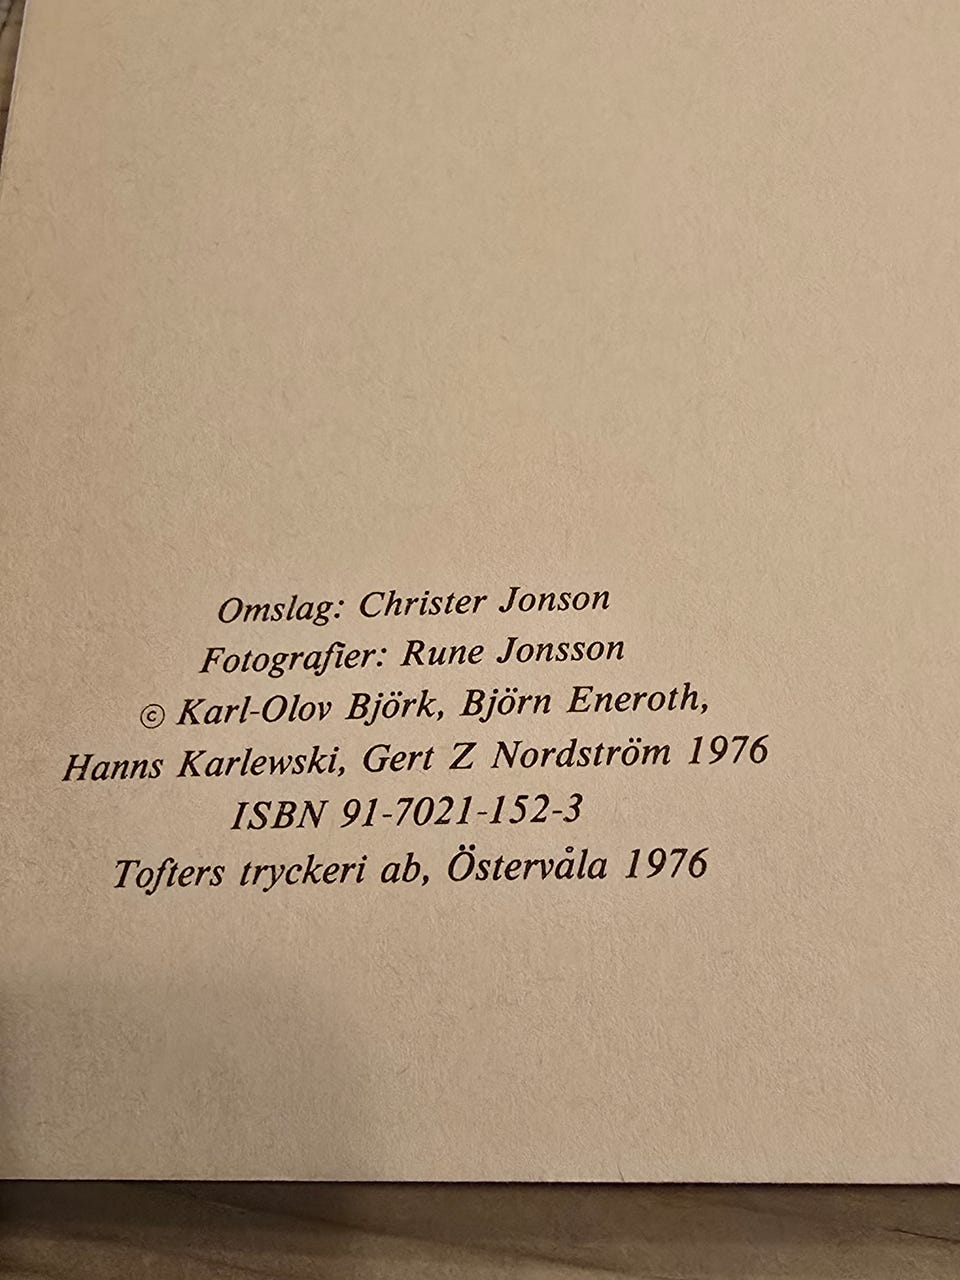 Omslag: Christer Jonson
Fotografier: Rune Jonsson
© Karl-Olov Björk, Björn Eneroth,
Hanns Karlewski, Gert Z Nordström 1976
ISBN 91-7021-152-3
Tofters tryckeri ab, Östervåla 1976